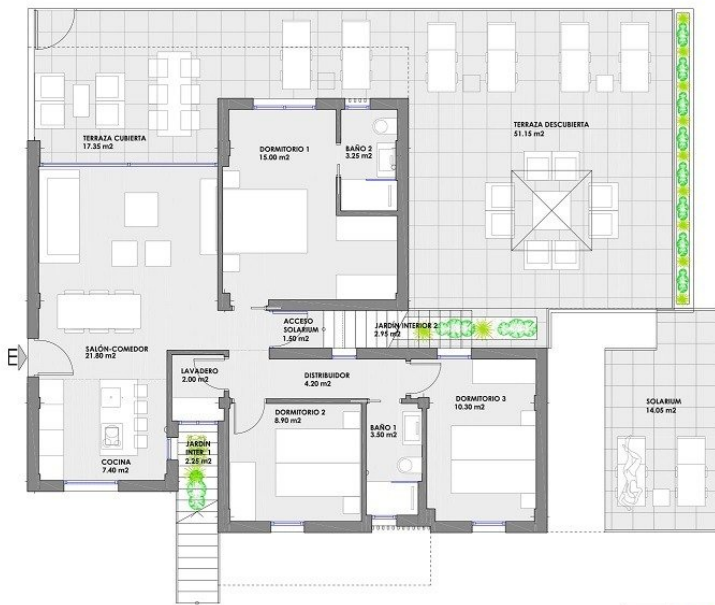 TERRAZA CUBIERTA
17.35 m2
TERRAZA DESCUBIERTA
51.15 m2
DORMITORIO 1
15.00 m2
BAÑO 2
3.25 m2
ACCESO
SOLARIUM
1.50 m2
JARDÍN INTERIOR 2
2.95 m2
SALÓN-COMEDOR
21.80 m2
E
LAVADERO
2.00 m2
DISTRIBUIDOR
4.20 m2
DORMITORIO 3
10.30 m2
SOLARIUM
14.05 m2
DORMITORIO 2
8.90 m2
BAÑO 1
3.50 m2
JARDÍN
INTER. 1
2.25 m2
COCINA
7.40 m2